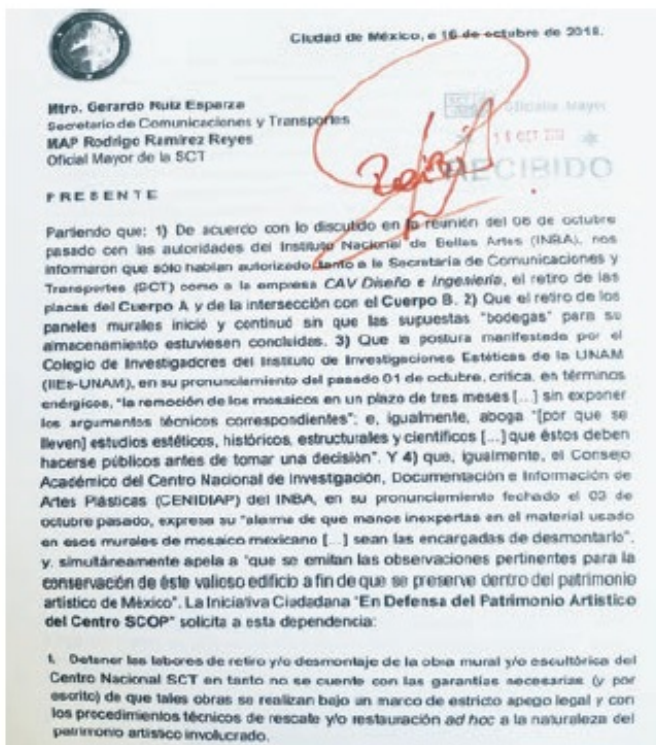 Ciudad de México, a 16 de octubre de 2018.
Mtro. Gerardo Ruiz Esparza
Secretario de Comunicaciones y Transportes
MAP Rodrigo Ramírez Reyes
Oficial Mayor de la SCT
Oficialía Mayor
16 OCT
RECIBIDO
Recibí
PRESENTE
Partiendo que: 1) De acuerdo con lo discutido en la reunión del 08 de octubre
pasado con las autoridades del Instituto Nacional de Bellas Artes (INBA), nos
informaron que sólo habían autorizado, tanto a la Secretaría de Comunicaciones y
Transportes (SCT) como a la empresa CAV Diseño e Ingeniería, el retiro de las
placas del Cuerpo A y de la intersección con el Cuerpo B. 2) Que el retiro de los
paneles murales inició y continuó sin que las supuestas "bodegas" para su
almacenamiento estuviesen concluidas. 3) Que la postura manifestada por el
Colegio de Investigadores del Instituto de Investigaciones Estéticas de la UNAM
(IIEs-UNAM), en su pronunciamiento del pasado 01 de octubre, critica, en términos
enérgicos, "la remoción de los mosaicos en un plazo de tres meses [...] sin exponer
los argumentos técnicos correspondientes"; e, igualmente, aboga "[por que se
lleven] estudios estéticos, históricos, estructurales y científicos [...] que éstos deben
hacerse públicos antes de tomar una decisión". Y 4) que, igualmente, el Consejo
Académico del Centro Nacional de Investigación, Documentación e Información de
Artes Plásticas (CENIDIAP) del INBA, en su pronunciamiento fechado el 03 de
octubre pasado, expresa su "alarma de que manos inexpertas en el material usado
en esos murales de mosaico mexicano [...] sean las encargadas de desmontarlo",
y, simultáneamente apela a "que se emitan las observaciones pertinentes para la
conservación de éste valioso edificio a fin de que se preserve dentro del patrimonio
artístico de México". La Iniciativa Ciudadana "En Defensa del Patrimonio Artístico
del Centro SCOP" solicita a esta dependencia:
1. Detener las labores de retiro y/o desmontaje de la obra mural y/o escultórica del
Centro Nacional SCT en tanto no se cuente con las garantías necesarias (y por
escrito) de que tales obras se realizan bajo un marco de estricto apego legal y con
los procedimientos técnicos de rescate y/o restauración ad hoc a la naturaleza del
patrimonio artístico involucrado.